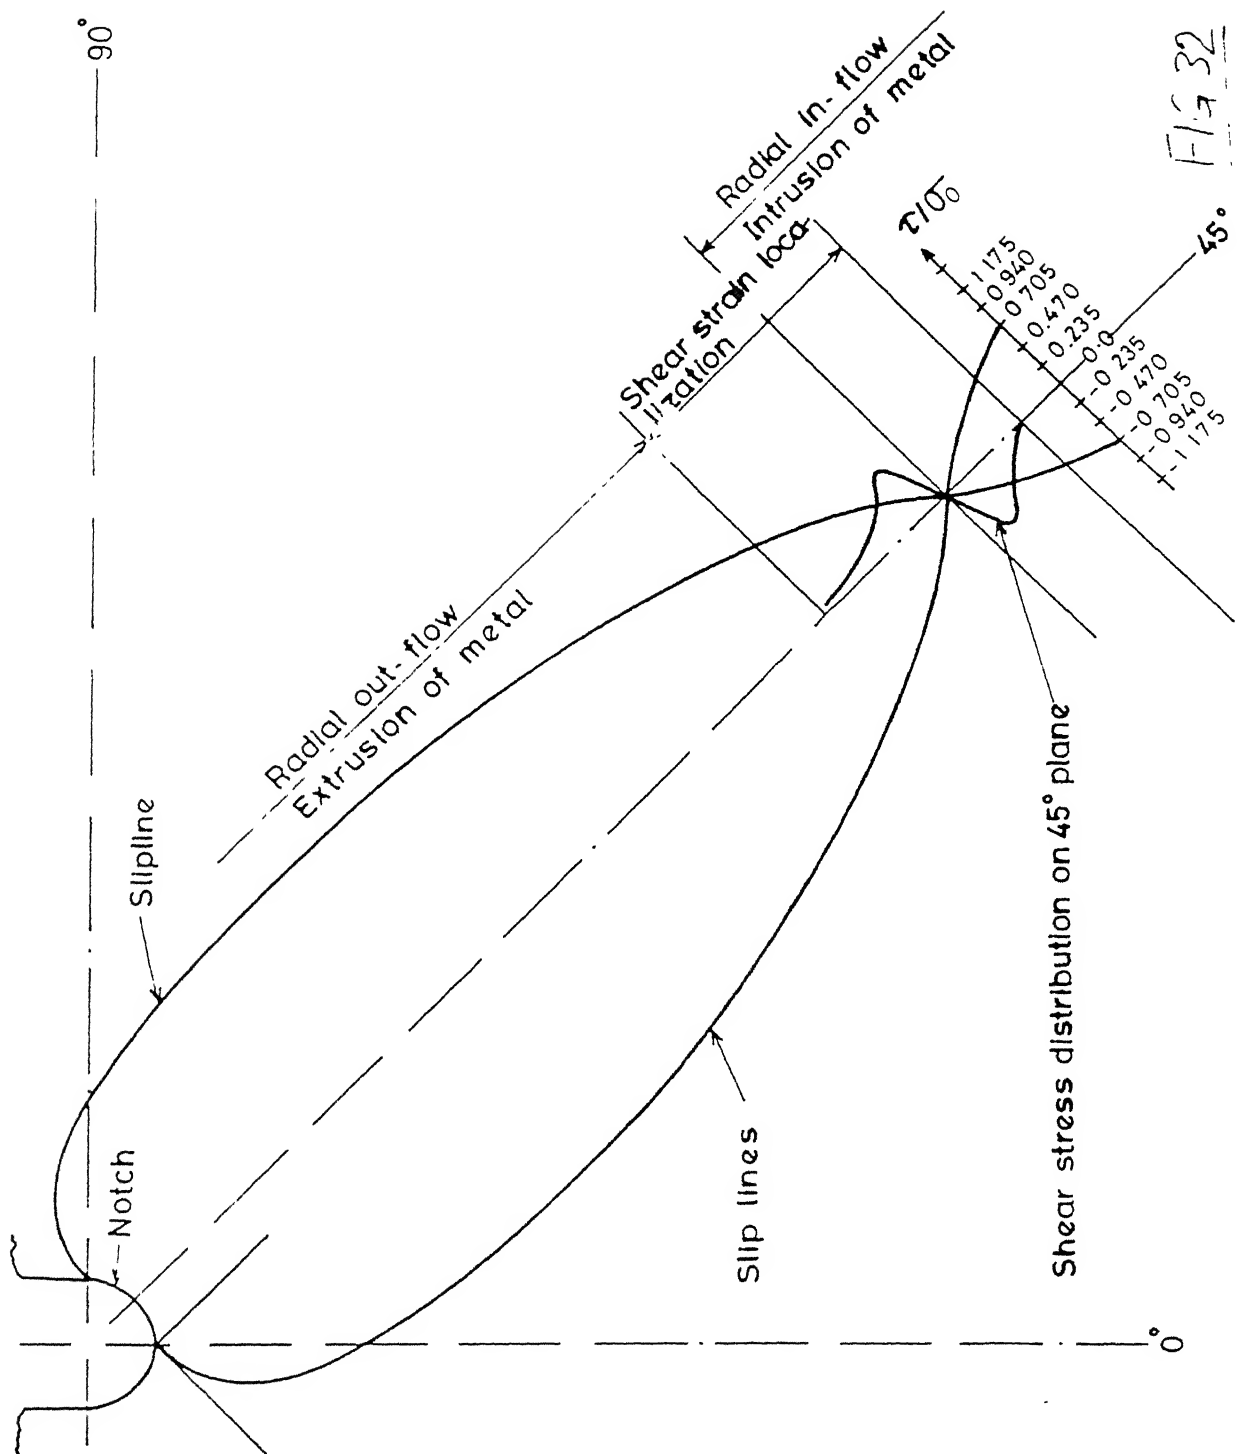 90°
Slipline
Notch
Radial out-flow
Extrusion of metal
Shear strain loca-
lization
Radial in-flow
Intrusion of metal
τ/σ₀
1 175
0 940
0 705
0.470
0.235
0·0
-0 235
-0 470
-0 705
-0 940
-1 175
45°
Slip lines
Shear stress distribution on 45° plane
0°
FIG 32